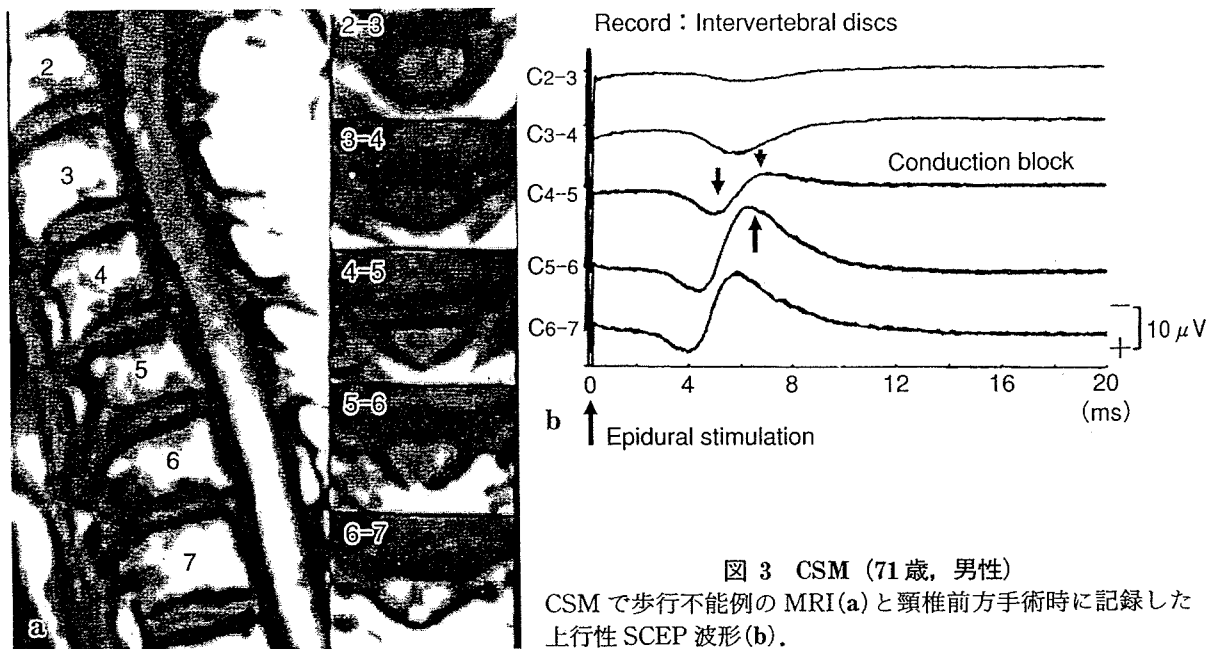 2
3
4
5
6
7
a
2-3
3-4
4-5
5-6
6-7
Record : Intervertebral discs
C2-3
C3-4
Conduction block
C4-5
C5-6
C6-7
−
+
10 μV
0 4 8 12 16 20
(ms)
b
Epidural stimulation
図 3 CSM (71歳, 男性)
CSM で歩行不能例の MRI(a)と頸椎前方手術時に記録した
上行性 SCEP 波形(b).